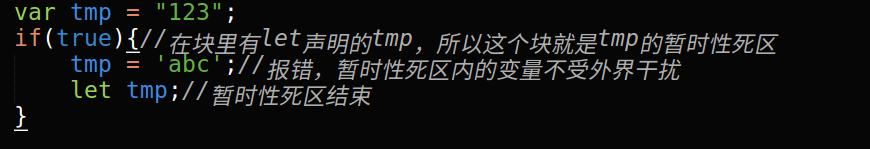 var tmp = "123";
if(true){//在块里有let声明的tmp，所以这个块就是tmp的暂时性死区
    tmp = 'abc';//报错，暂时性死区内的变量不受外界干扰
    let tmp;//暂时性死区结束
}